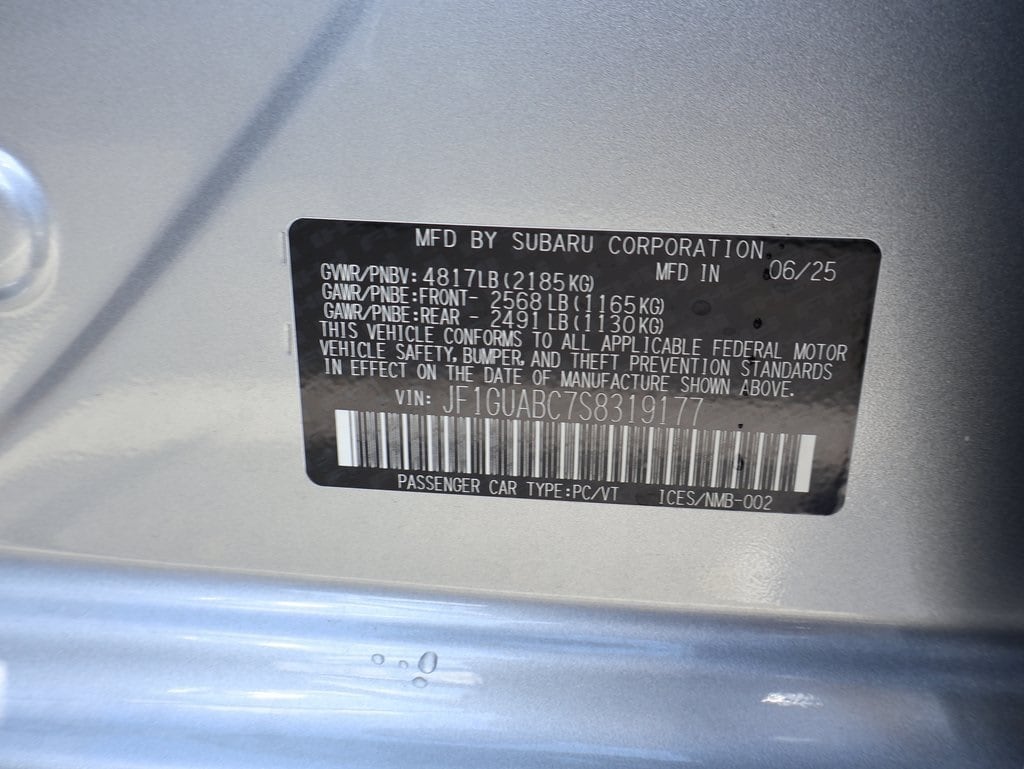 MFD BY SUBARU CORPORATION
MFD IN 06/25
GVWR/PNBV: 4817LB (2185KG)
GAWR/PNBE:FRONT- 2568LB (1165KG)
GAWR/PNBE:REAR - 2491LB (1130KG)
THIS VEHICLE CONFORMS TO ALL APPLICABLE FEDERAL MOTOR
VEHICLE SAFETY, BUMPER, AND THEFT PREVENTION STANDARDS
IN EFFECT ON THE DATE OF MANUFACTURE SHOWN ABOVE.
VIN: JF1GUABC7S8319177
PASSENGER CAR TYPE:PC/VT ICES/NMB-002